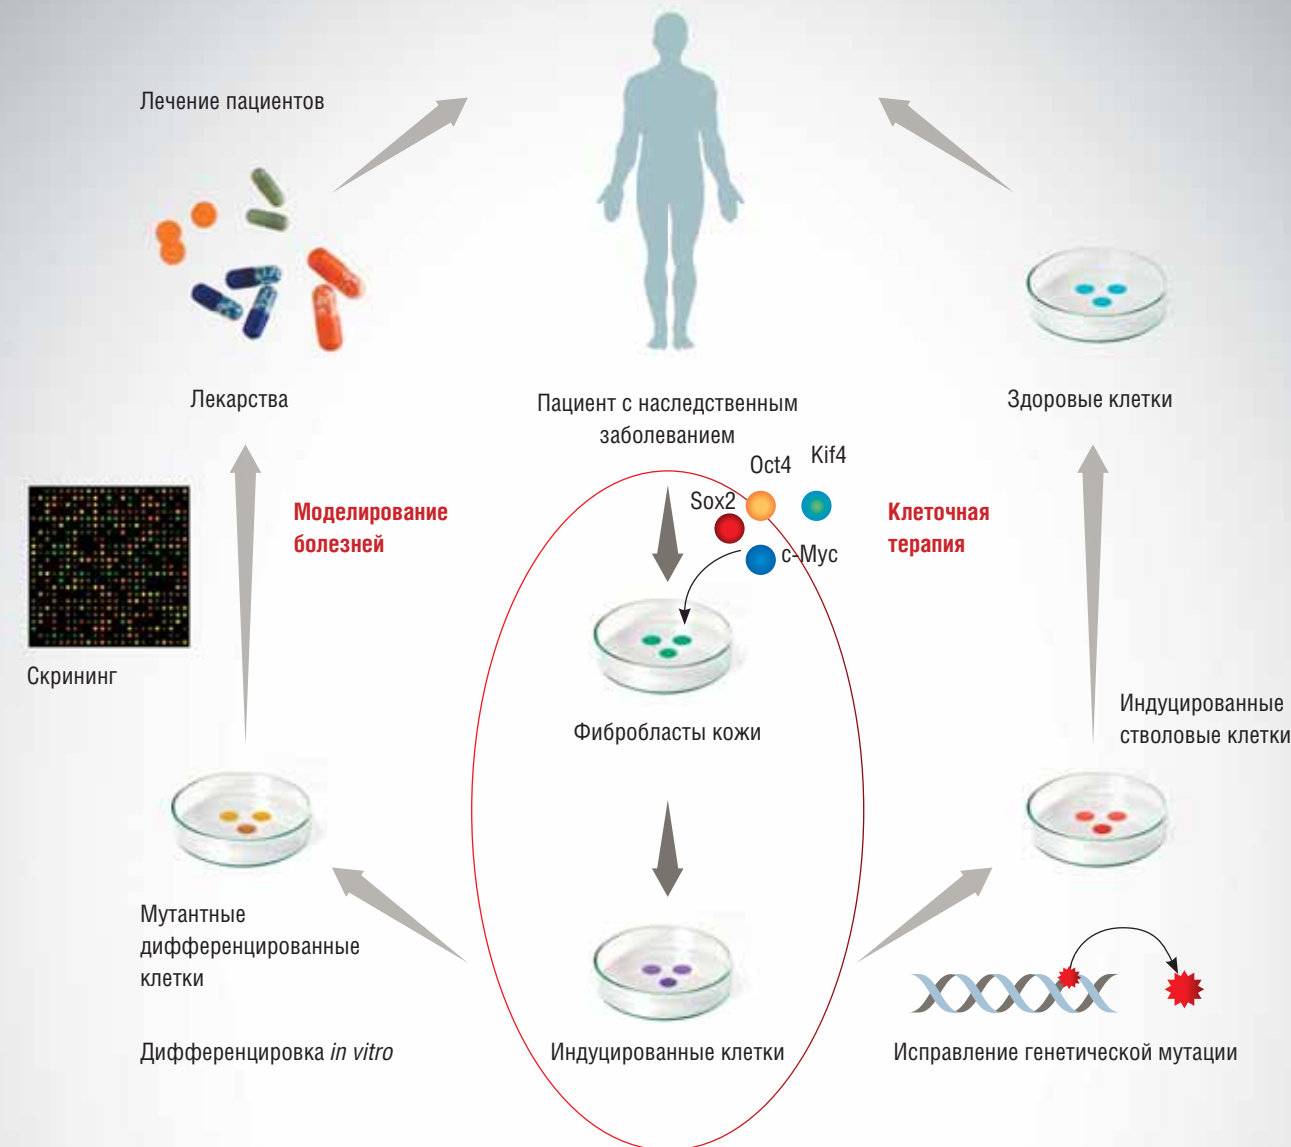 Лечение пациентов
Лекарства
Пациент с наследственным
заболеванием
Здоровые клетки
Oct4
Kif4
Sox2
c-Myc
Моделирование
болезней
Клеточная
терапия
Скрининг
Фибробласты кожи
Индуцированные
стволовые клетки
Мутантные
дифференцированные
клетки
Дифференцировка in vitro
Индуцированные клетки
Исправление генетической мутации